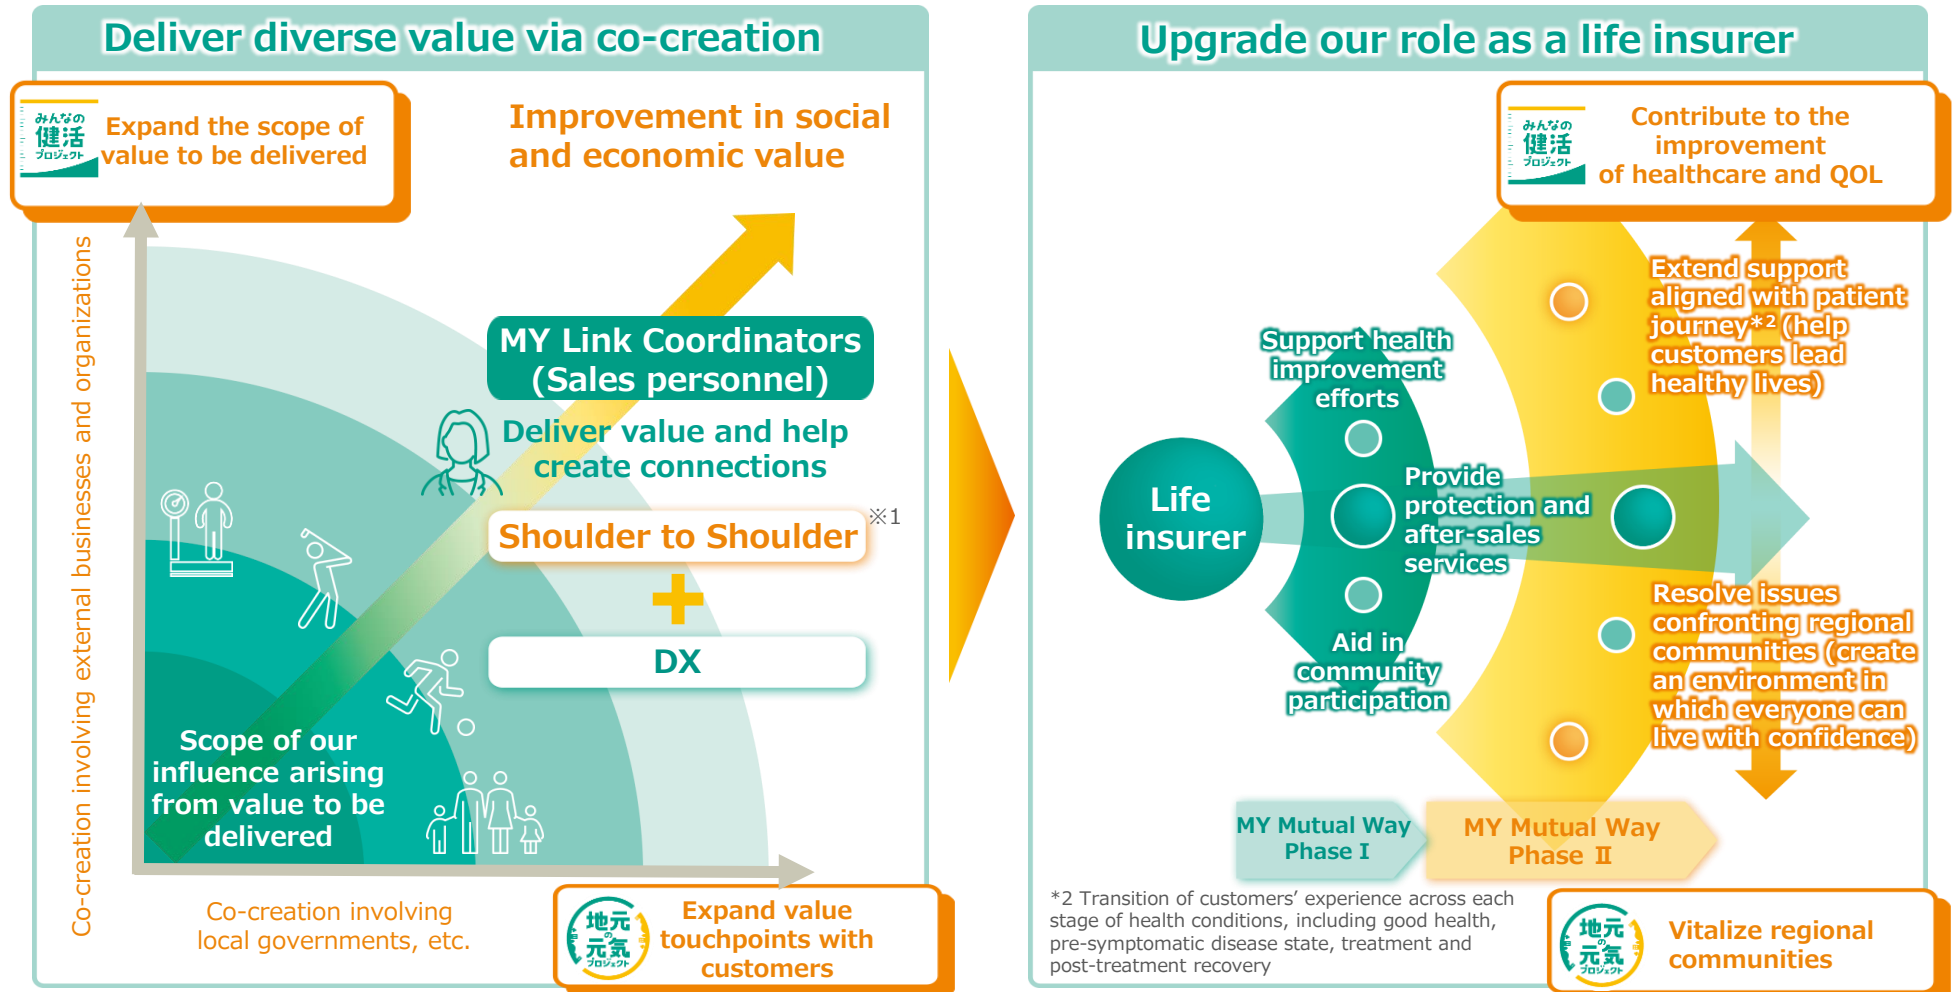 Deliver diverse value via co-creation
みんなの
健活
プロジェクト
Expand the scope of
value to be delivered
Improvement in social
and economic value
Co-creation involving external businesses and organizations
MY Link Coordinators
(Sales personnel)
Deliver value and help
create connections
Shoulder to Shoulder
※1
+
DX
Scope of our
influence arising
from value to be
delivered
Co-creation involving
local governments, etc.
地元
の
元気
プロジェクト
Expand value
touchpoints with
customers
Upgrade our role as a life insurer
みんなの
健活
プロジェクト
Contribute to the
improvement
of healthcare and QOL
Extend support
aligned with patient
journey*2 (help
customers lead
healthy lives)
Support health
improvement
efforts
Life
insurer
Provide
protection and
after-sales
services
Aid in
community
participation
Resolve issues
confronting regional
communities (create
an environment in
which everyone can
live with confidence)
MY Mutual Way
Phase I
MY Mutual Way
Phase Ⅱ
*2 Transition of customers’ experience across each
stage of health conditions, including good health,
pre-symptomatic disease state, treatment and
post-treatment recovery
地元
の
元気
プロジェクト
Vitalize regional
communities